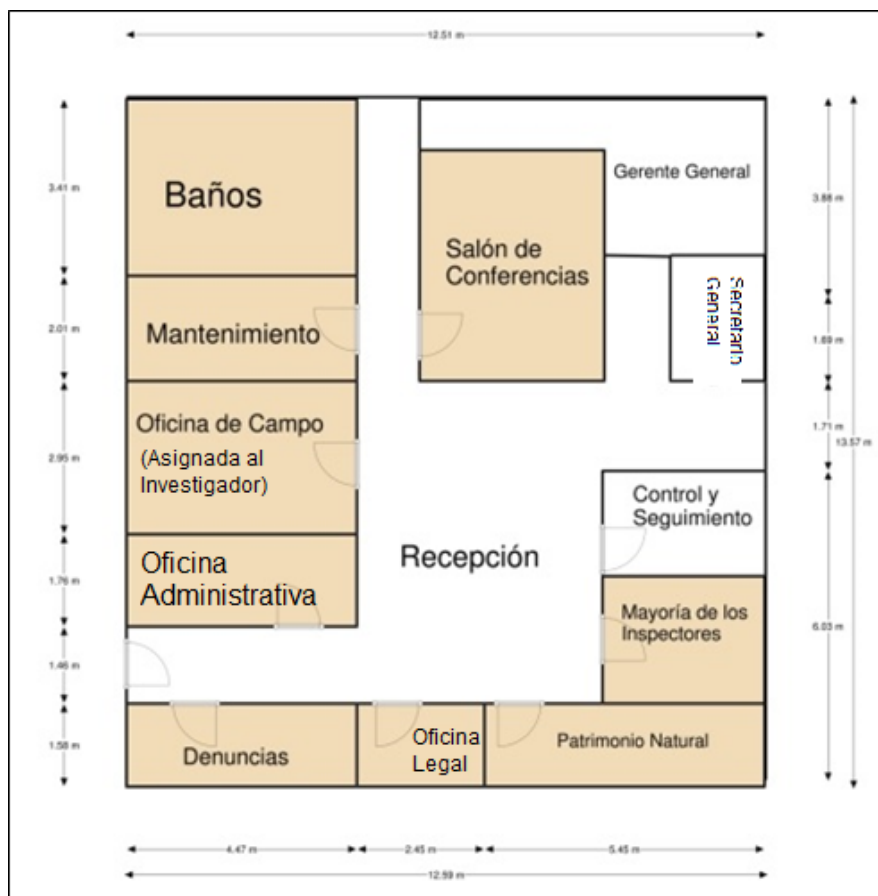 12.51 m
3.41 m
Baños
Gerente General
3.88 m
Salón de
Conferencias
Secretario
General
2.01 m
Mantenimiento
1.69 m
1.71 m
13.57 m
Oficina de Campo
(Asignada al
Investigador)
2.95 m
Control y
Seguimiento
Recepción
Oficina
Administrativa
1.76 m
Mayoría de los
Inspectores
6.03 m
1.46 m
1.58 m
Denuncias
Oficina
Legal
Patrimonio Natural
4.47 m
2.45 m
5.45 m
12.59 m